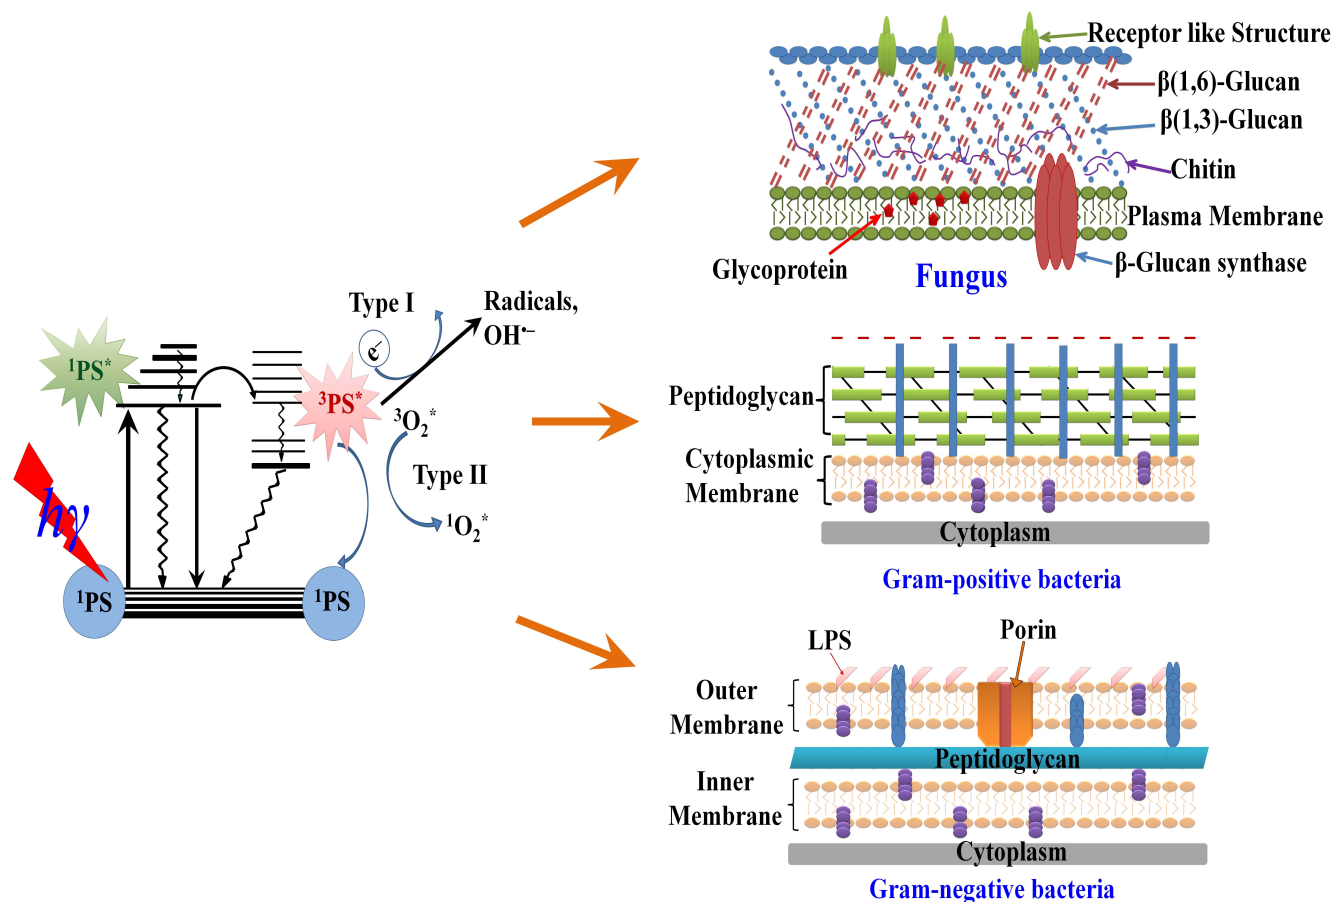 Receptor like Structure
β(1,6)-Glucan
β(1,3)-Glucan
Chitin
Plasma Membrane
β-Glucan synthase
Glycoprotein
Fungus
Type I
Radicals,
OH•–
e-
¹PS*
³PS*
³O₂*
Type II
¹O₂*
hγ
¹PS
¹PS
Peptidoglycan
Cytoplasmic
Membrane
Cytoplasm
Gram-positive bacteria
LPS
Porin
Outer
Membrane
Peptidoglycan
Inner
Membrane
Cytoplasm
Gram-negative bacteria